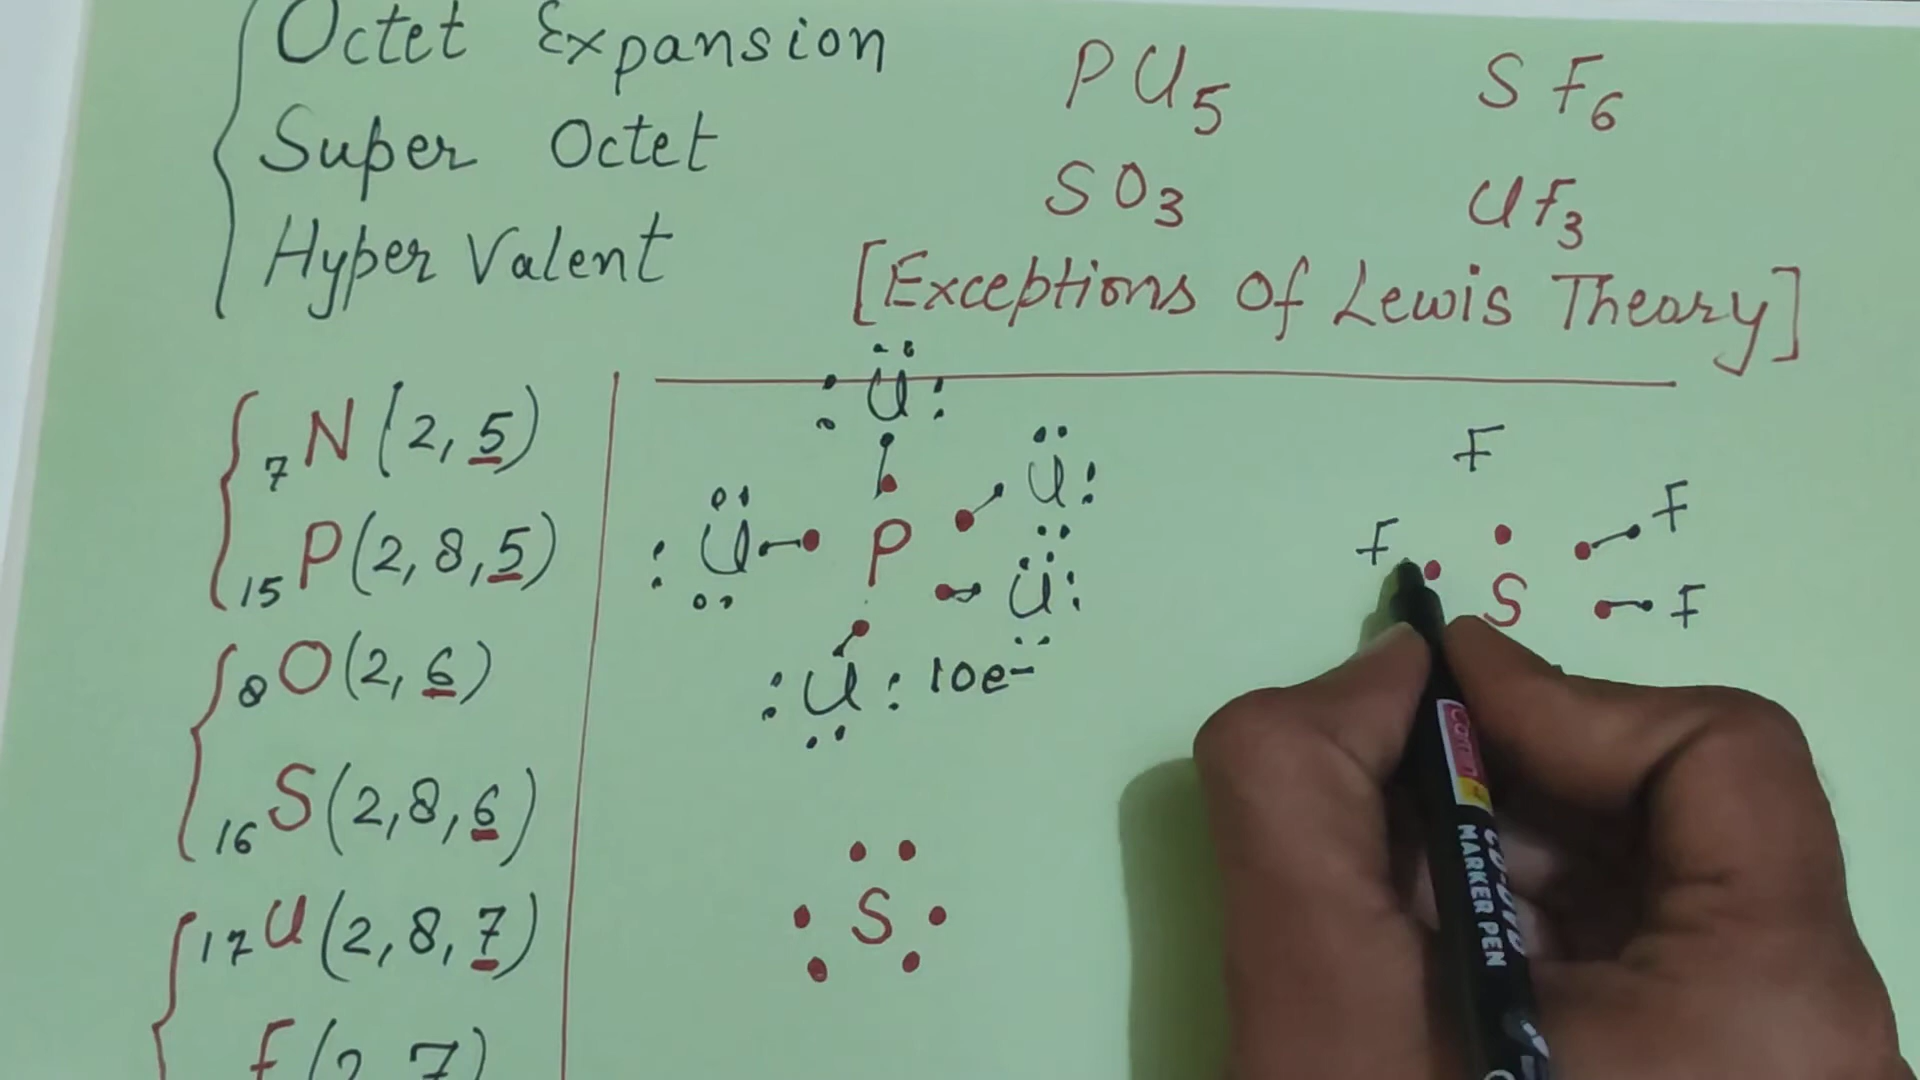 Octet Expansion
Super Octet
Hyper Valent
PCl5 SF6
SO3 ClF3
[Exceptions Of Lewis Theory]
7N(2, 5)
15P(2, 8, 5)
8O(2, 6)
16S(2,8,6)
17Cl(2, 8, 7)
F(2, 7)
Cl
Cl
Cl P
Cl
Cl 10e-
S
F
F F
S F
MARKER PEN